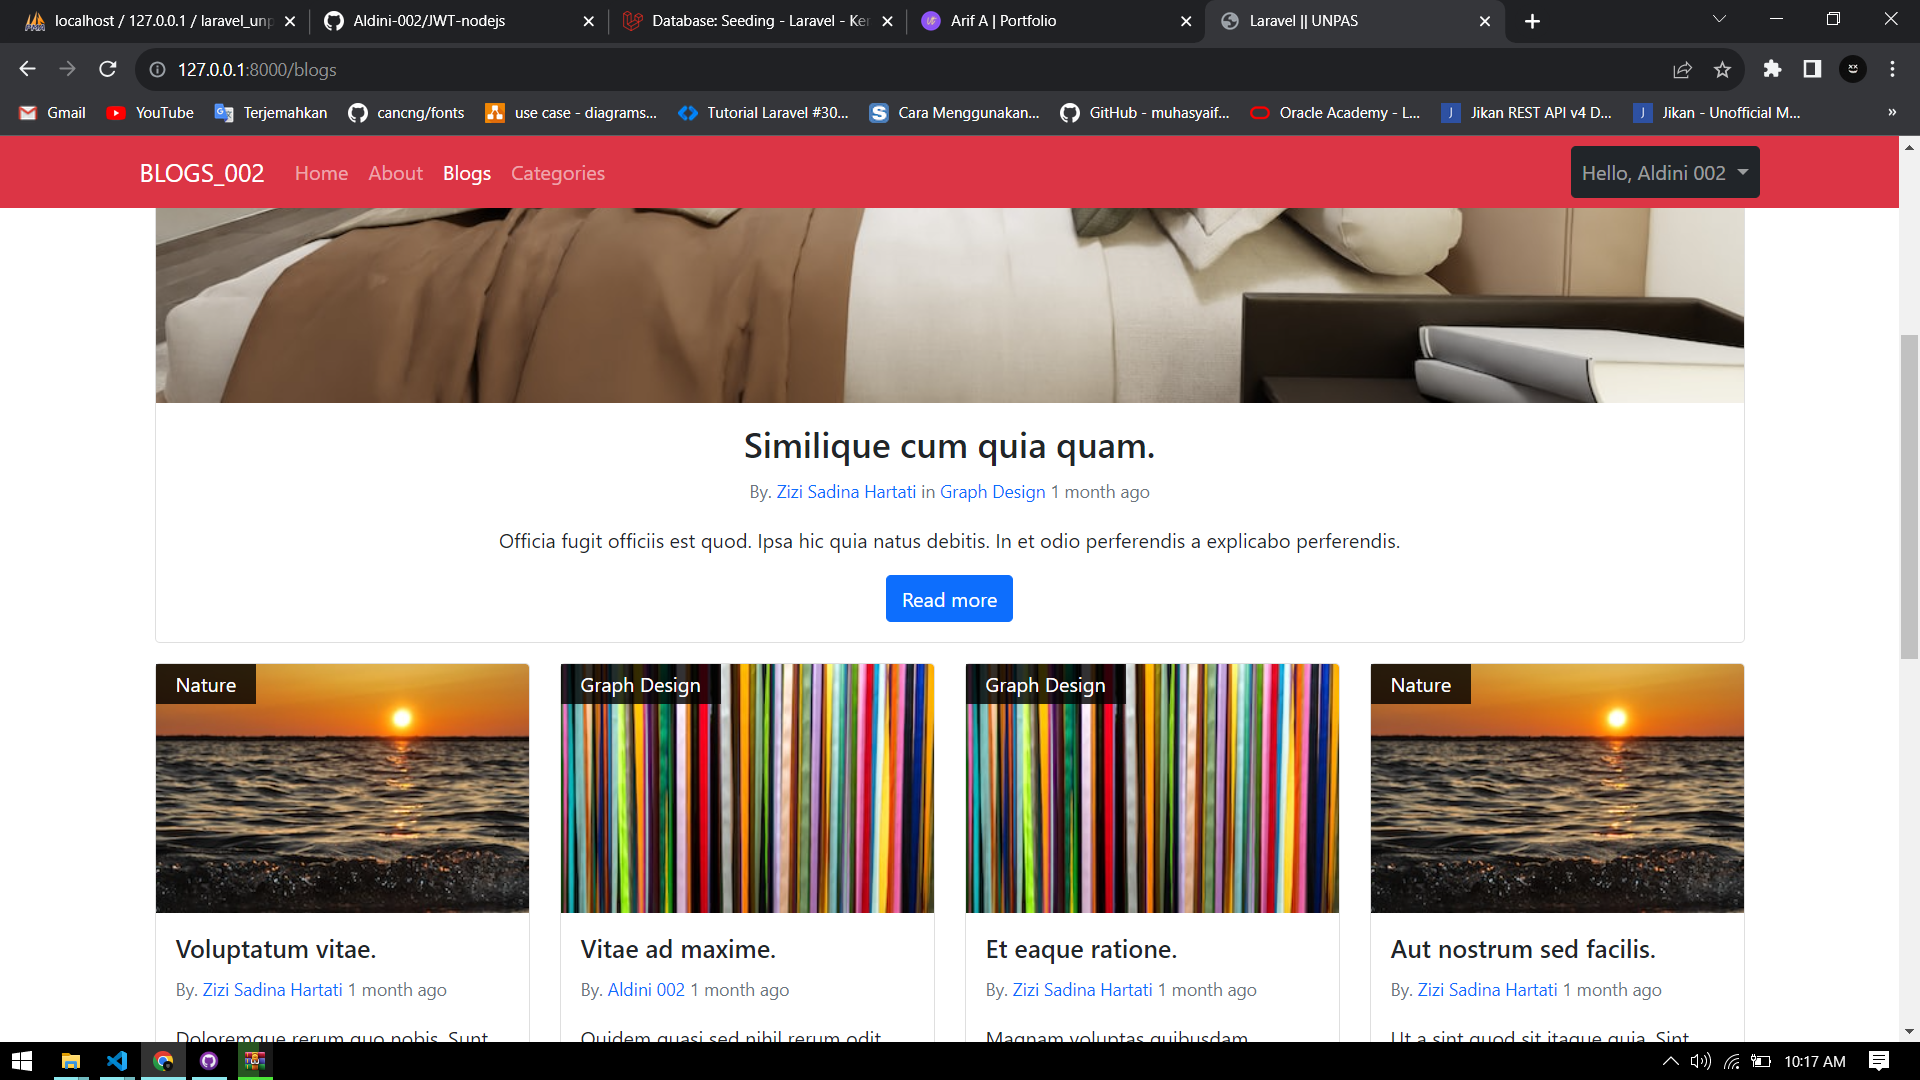 localhost / 127.0.0.1 / laravel_unp
Aldini-002/JWT-nodejs
Database: Seeding - Laravel - Ker
Arif A | Portfolio
Laravel || UNPAS
127.0.0.1:8000/blogs
Gmail
YouTube
Terjemahkan
cancng/fonts
use case - diagrams...
Tutorial Laravel #30...
Cara Menggunakan...
GitHub - muhasyaif...
Oracle Academy - L...
Jikan REST API v4 D...
Jikan - Unofficial M...
»
BLOGS_002 Home About Blogs Categories
Hello, Aldini 002
Similique cum quia quam.
By. Zizi Sadina Hartati in Graph Design 1 month ago
Officia fugit officiis est quod. Ipsa hic quia natus debitis. In et odio perferendis a explicabo perferendis.
Read more
Nature
Voluptatum vitae.
By. Zizi Sadina Hartati 1 month ago
Doloremque rerum quo nobis. Sunt
Graph Design
Vitae ad maxime.
By. Aldini 002 1 month ago
Quidem quasi sed nihil rerum odit
Graph Design
Et eaque ratione.
By. Zizi Sadina Hartati 1 month ago
Magnam voluptas quibusdam
Nature
Aut nostrum sed facilis.
By. Zizi Sadina Hartati 1 month ago
Ut a sint quod sit itaque quia. Sint
10:17 AM